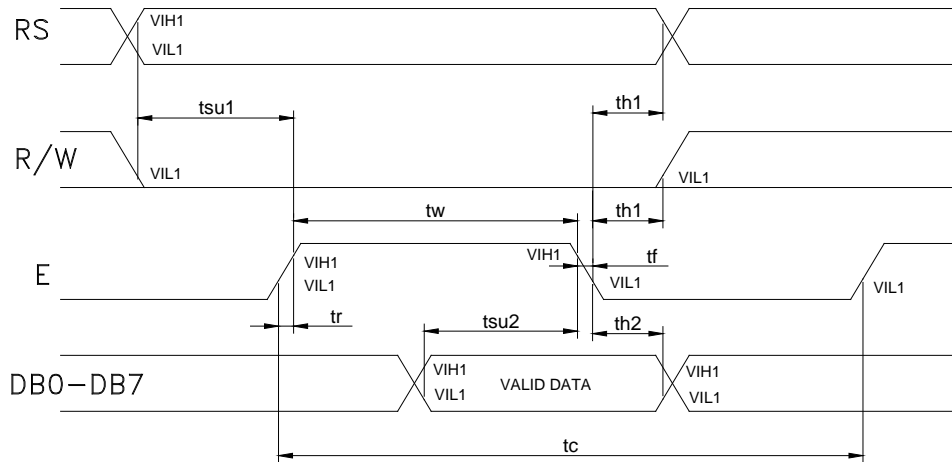 RS
VIH1
VIL1
tsu1
th1
R/W
VIL1
VIL1
tw
th1
E
VIH1
VIL1
VIH1
tf
VIL1
VIL1
tr
tsu2
th2
DB0-DB7
VIH1
VIL1
VALID DATA
VIH1
VIL1
tc